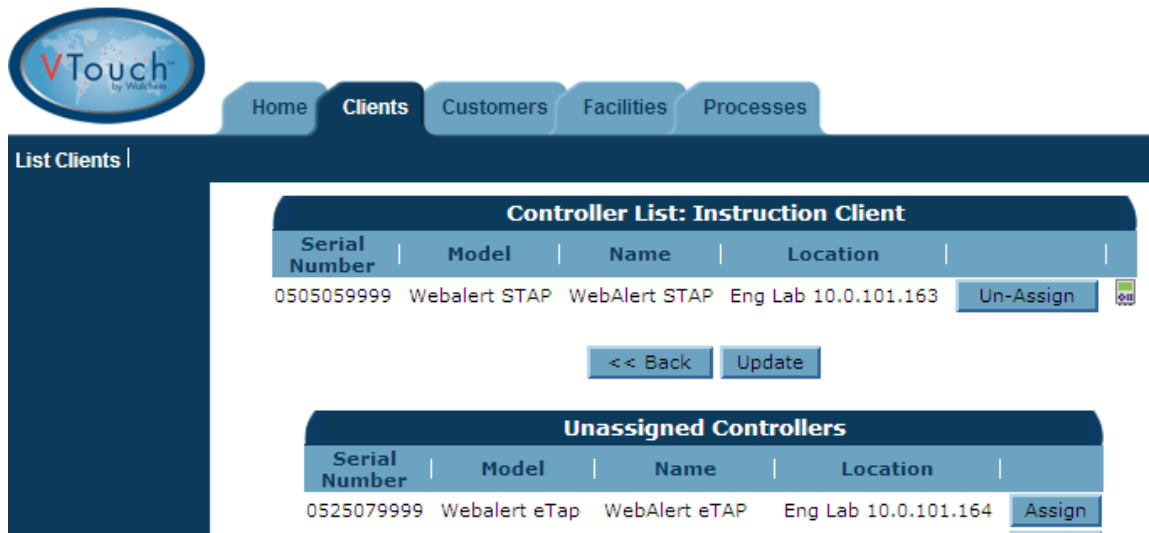 VTouch™
by Walchem
Home Clients Customers Facilities Processes
List Clients
Controller List: Instruction Client
Serial Number Model Name Location
0505059999 Webalert STAP WebAlert STAP Eng Lab 10.0.101.163 Un-Assign
<< Back Update
Unassigned Controllers
Serial Number Model Name Location
0525079999 Webalert eTap WebAlert eTAP Eng Lab 10.0.101.164 Assign